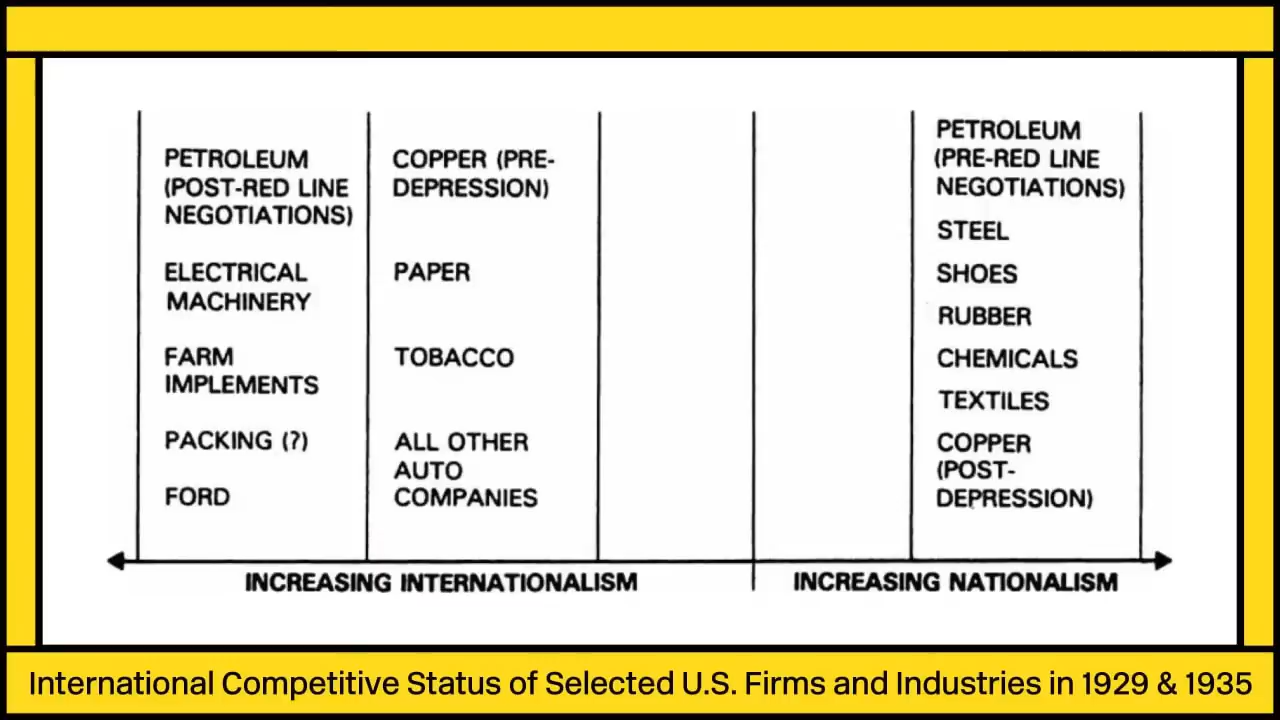 PETROLEUM
(POST-RED LINE
NEGOTIATIONS)
ELECTRICAL
MACHINERY
FARM
IMPLEMENTS
PACKING (?)
FORD
COPPER (PRE-
DEPRESSION)
PAPER
TOBACCO
ALL OTHER
AUTO
COMPANIES
PETROLEUM
(PRE-RED LINE
NEGOTIATIONS)
STEEL
SHOES
RUBBER
CHEMICALS
TEXTILES
COPPER
(POST-
DEPRESSION)
INCREASING INTERNATIONALISM
INCREASING NATIONALISM
International Competitive Status of Selected U.S. Firms and Industries in 1929 & 1935